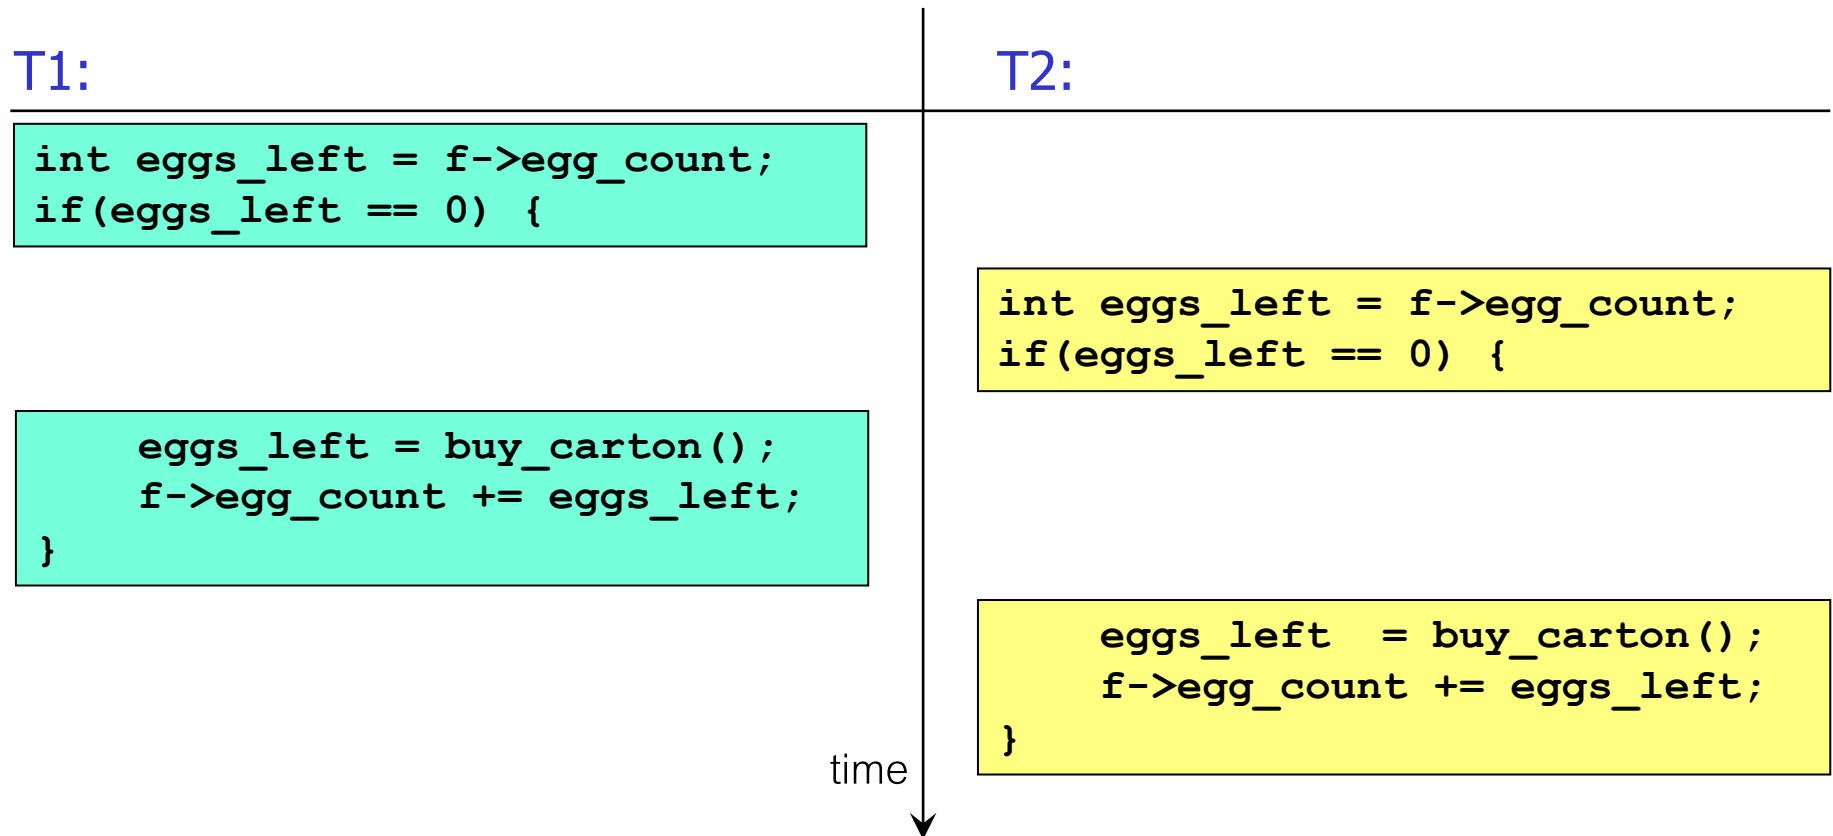 T1:
T2:
int eggs_left = f->egg_count;
if(eggs_left == 0) {
int eggs_left = f->egg_count;
if(eggs_left == 0) {
    eggs_left = buy_carton();
    f->egg_count += eggs_left;
}
    eggs_left  = buy_carton();
    f->egg_count += eggs_left;
}
time